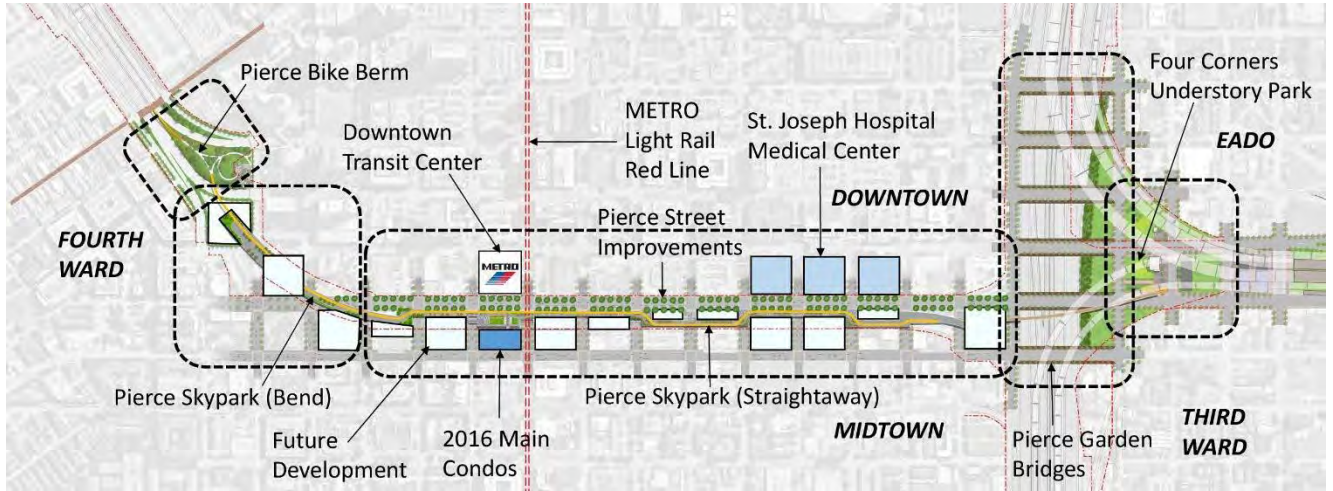 Pierce Bike Berm
Downtown
Transit Center
METRO
Light Rail
Red Line
St. Joseph Hospital
Medical Center
Four Corners
Understory Park
EADO
DOWNTOWN
Pierce Street
Improvements
FOURTH
WARD
METRO
Pierce Skypark (Bend)
Future
Development
2016 Main
Condos
Pierce Skypark (Straightaway)
MIDTOWN
Pierce Garden
Bridges
THIRD
WARD